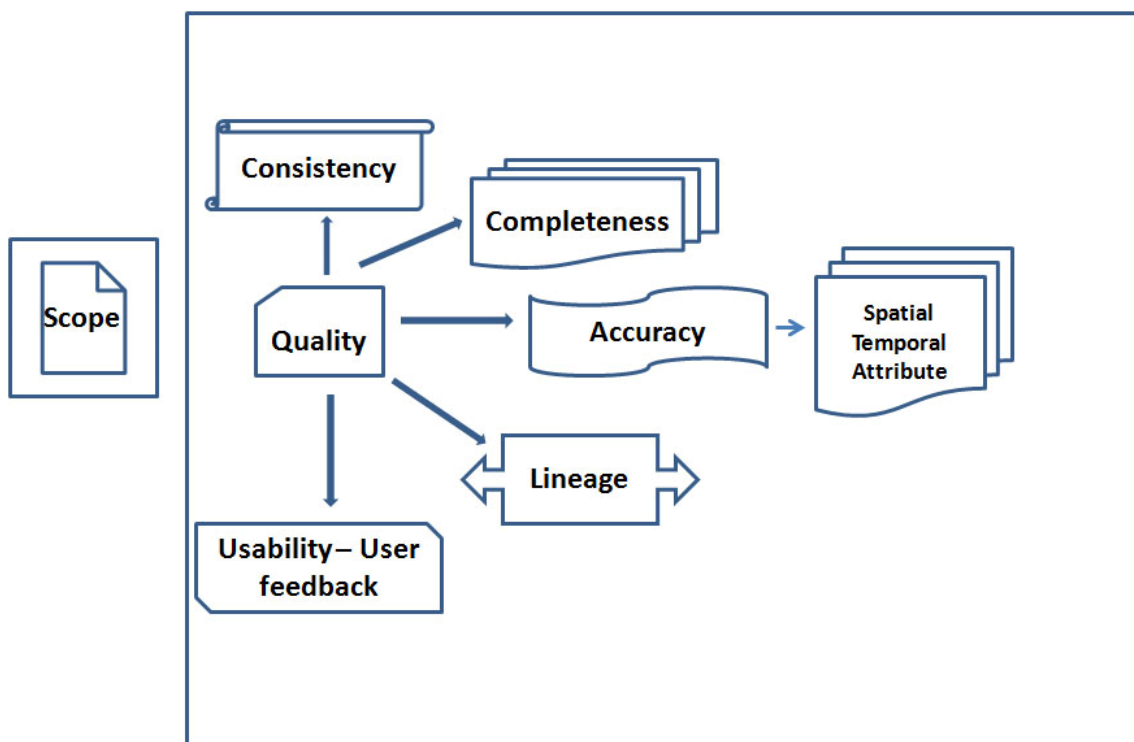 Consistency
Completeness
Scope
Quality
Accuracy
Spatial
Temporal
Attribute
Lineage
Usability – User
feedback